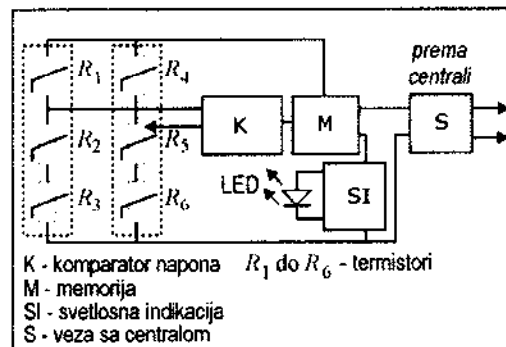 R1 R4 prema
centrali
K M S
R2 R5
LED SI
R3 R6
K - komparator napona R1 do R6 - termistori
M - memorija
SI - svetlosna indikacija
S - veza sa centralom